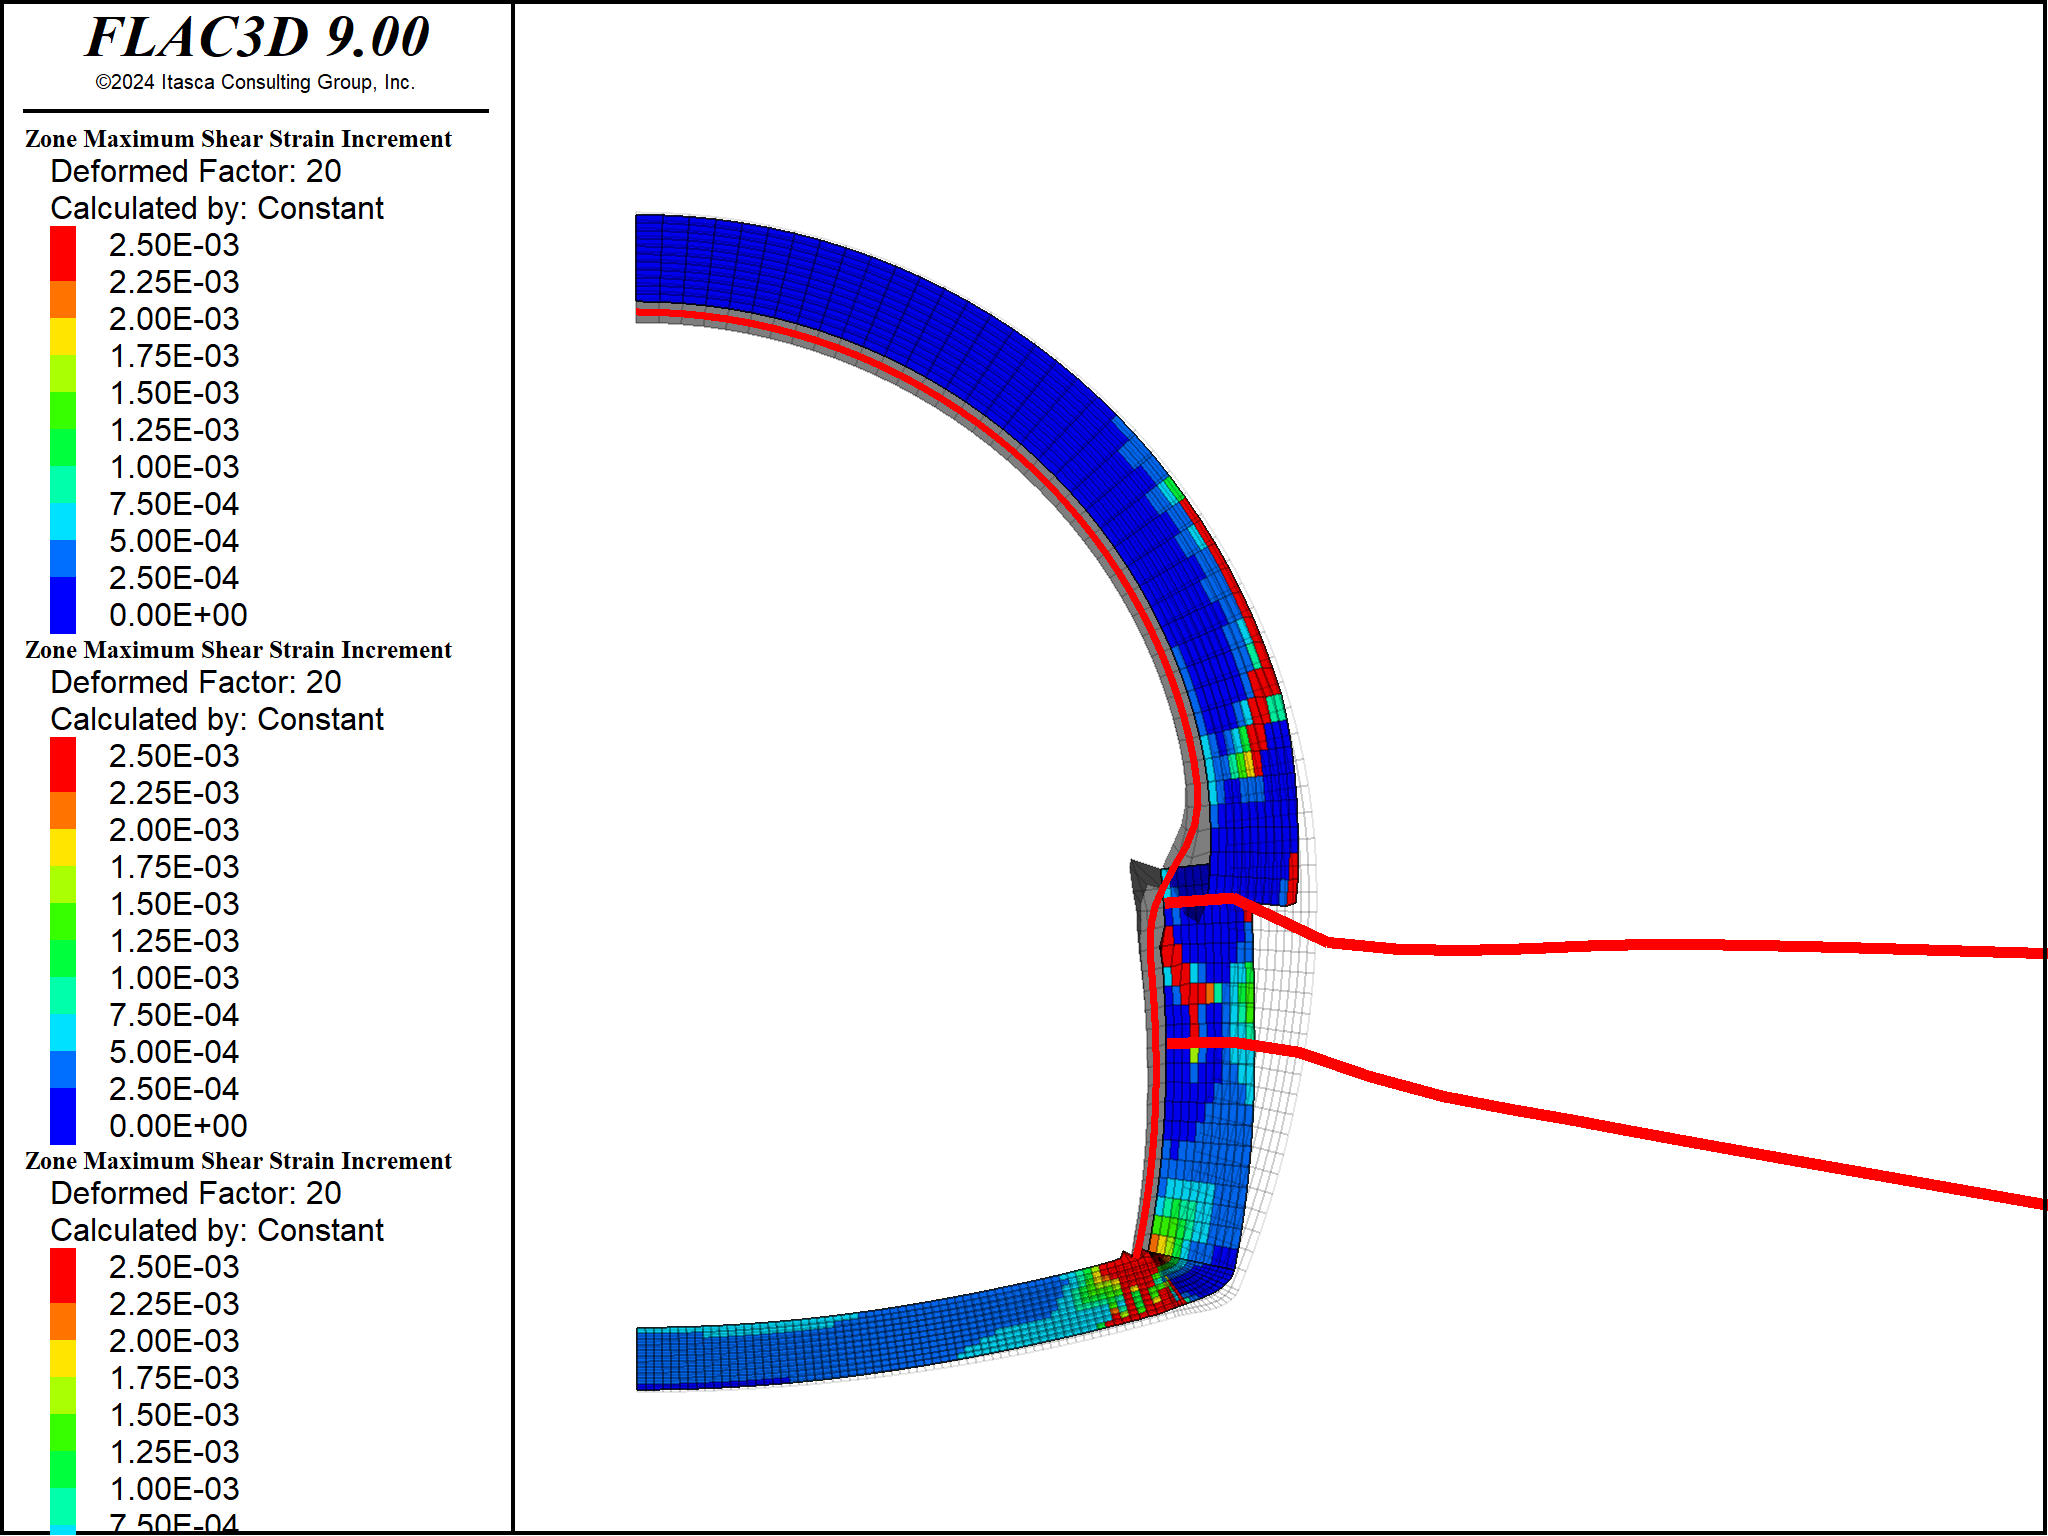 FLAC3D 9.00
©2024 Itasca Consulting Group, Inc.
Zone Maximum Shear Strain Increment
Deformed Factor: 20
Calculated by: Constant
2.50E-03
2.25E-03
2.00E-03
1.75E-03
1.50E-03
1.25E-03
1.00E-03
7.50E-04
5.00E-04
2.50E-04
0.00E+00
Zone Maximum Shear Strain Increment
Deformed Factor: 20
Calculated by: Constant
2.50E-03
2.25E-03
2.00E-03
1.75E-03
1.50E-03
1.25E-03
1.00E-03
7.50E-04
5.00E-04
2.50E-04
0.00E+00
Zone Maximum Shear Strain Increment
Deformed Factor: 20
Calculated by: Constant
2.50E-03
2.25E-03
2.00E-03
1.75E-03
1.50E-03
1.25E-03
1.00E-03
7.50E-04